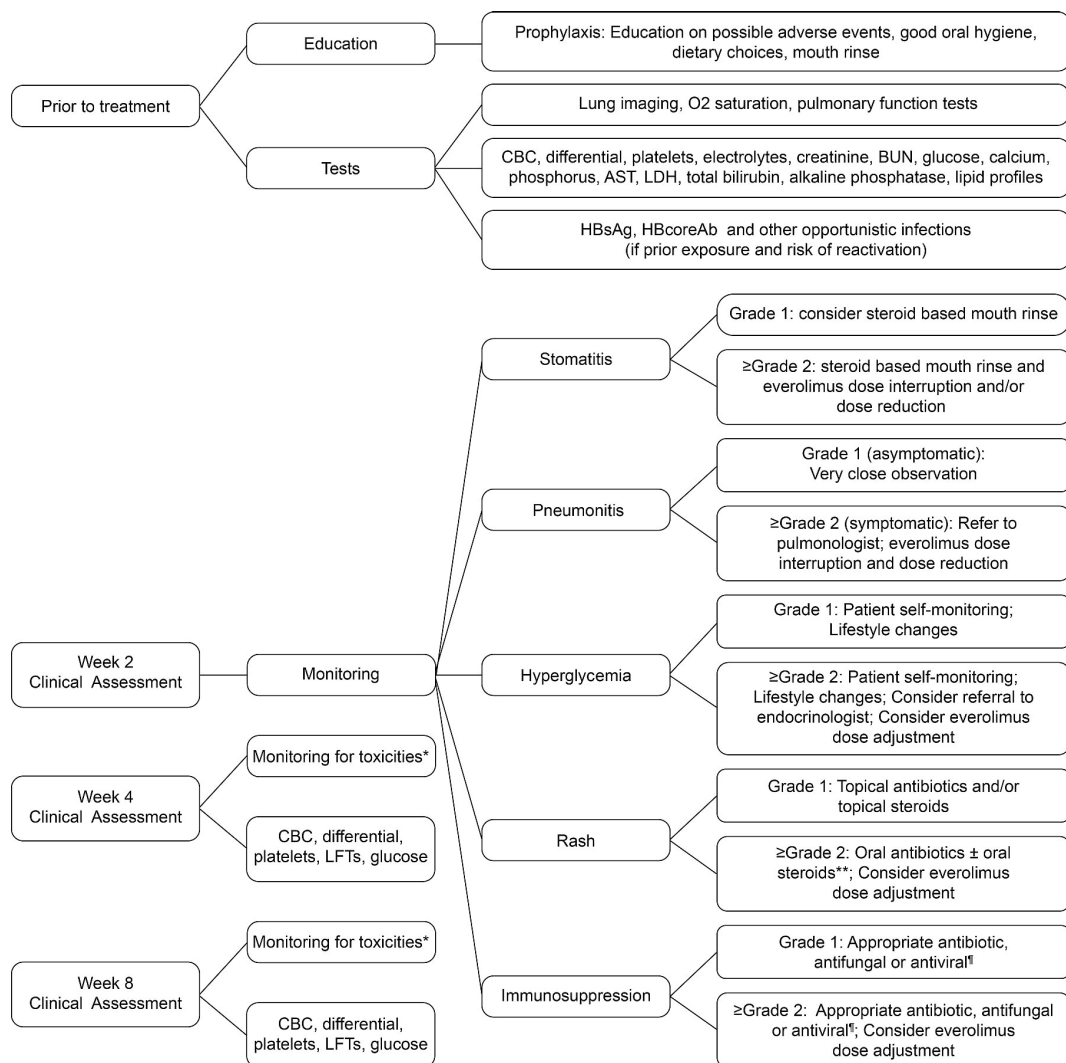 Prior to treatment
Education
Prophylaxis: Education on possible adverse events, good oral hygiene,
dietary choices, mouth rinse
Tests
Lung imaging, O2 saturation, pulmonary function tests
CBC, differential, platelets, electrolytes, creatinine, BUN, glucose, calcium,
phosphorus, AST, LDH, total bilirubin, alkaline phosphatase, lipid profiles
HBsAg, HBcoreAb and other opportunistic infections
(if prior exposure and risk of reactivation)
Week 2
Clinical Assessment
Monitoring
Stomatitis
Grade 1: consider steroid based mouth rinse
≥Grade 2: steroid based mouth rinse and
everolimus dose interruption and/or
dose reduction
Pneumonitis
Grade 1 (asymptomatic):
Very close observation
≥Grade 2 (symptomatic): Refer to
pulmonologist; everolimus dose
interruption and dose reduction
Hyperglycemia
Grade 1: Patient self-monitoring;
Lifestyle changes
≥Grade 2: Patient self-monitoring;
Lifestyle changes; Consider referral to
endocrinologist; Consider everolimus
dose adjustment
Rash
Grade 1: Topical antibiotics and/or
topical steroids
≥Grade 2: Oral antibiotics ± oral
steroids**; Consider everolimus
dose adjustment
Immunosuppression
Grade 1: Appropriate antibiotic,
antifungal or antiviral¶
≥Grade 2: Appropriate antibiotic, antifungal
or antiviral¶; Consider everolimus
dose adjustment
Week 4
Clinical Assessment
Monitoring for toxicities*
CBC, differential,
platelets, LFTs, glucose
Week 8
Clinical Assessment
Monitoring for toxicities*
CBC, differential,
platelets, LFTs, glucose